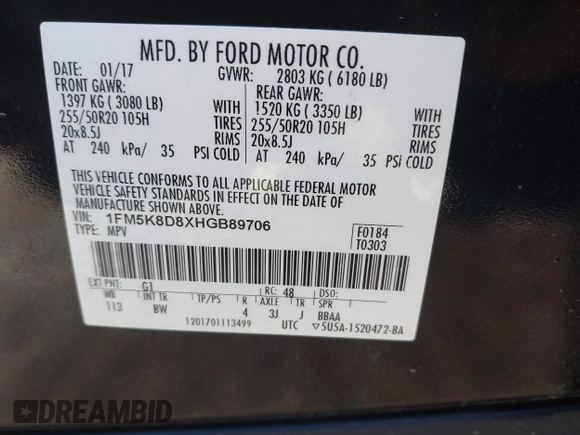 MFD. BY FORD MOTOR CO.
DATE: 01/17 GVWR: 2803 KG ( 6180 LB)
FRONT GAWR: REAR GAWR:
1397 KG ( 3080 LB) WITH 1520 KG ( 3350 LB) WITH
255/50R20 105H TIRES 255/50R20 105H TIRES
20x8.5J RIMS 20x8.5J RIMS
AT 240 kPa/ 35 PSI COLD AT 240 kPa/ 35 PSI COLD
THIS VEHICLE CONFORMS TO ALL APPLICABLE FEDERAL MOTOR
VEHICLE SAFETY STANDARDS IN EFFECT ON THE DATE OF
MANUFACTURE SHOWN ABOVE.
VIN: 1FM5K8D8XHGB89706 F0184
TYPE: MPV T0303
EXT PNT: G1 RC: 48 DSO:
WB INT TR TP/PS R AXLE TR SPR
113 BW 4 3J J BBAA
1201701113499 UTC ▽5U5A-1520472-BA
DREAMBID